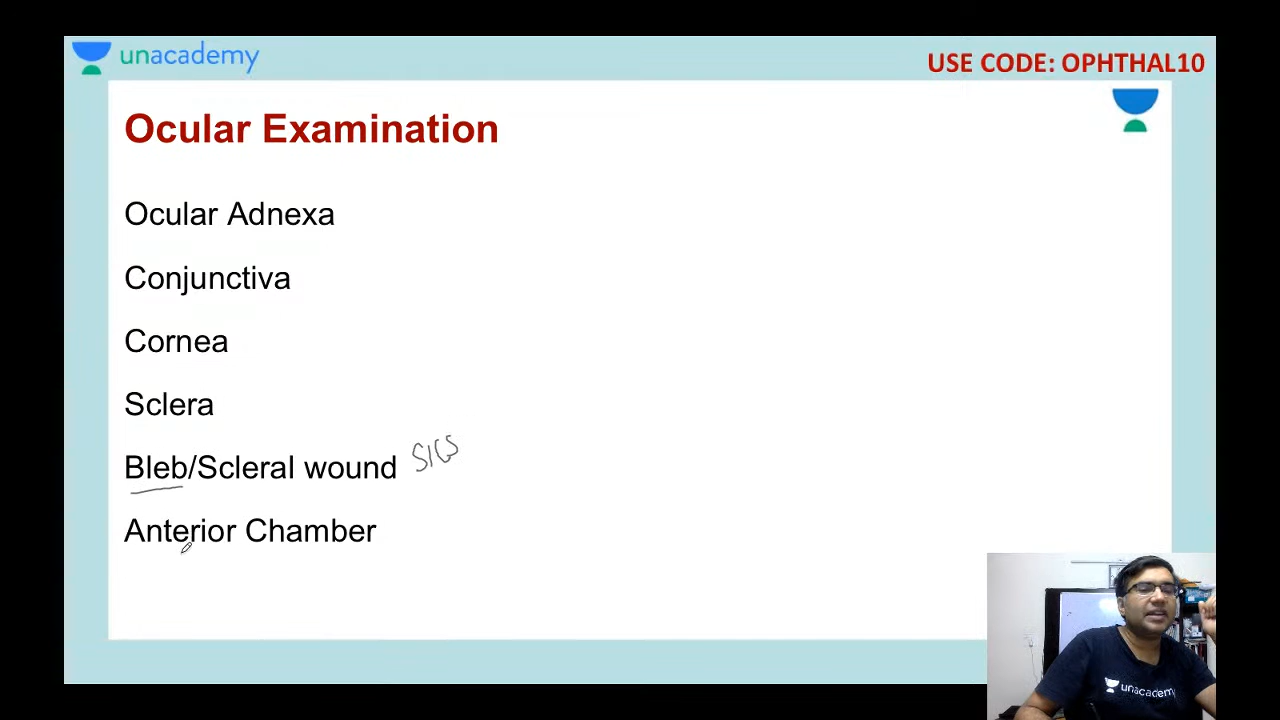 unacademy
USE CODE: OPHTHAL10
Ocular Examination
Ocular Adnexa
Conjunctiva
Cornea
Sclera
Bleb/Scleral wound SICS
Anterior Chamber
unacademy